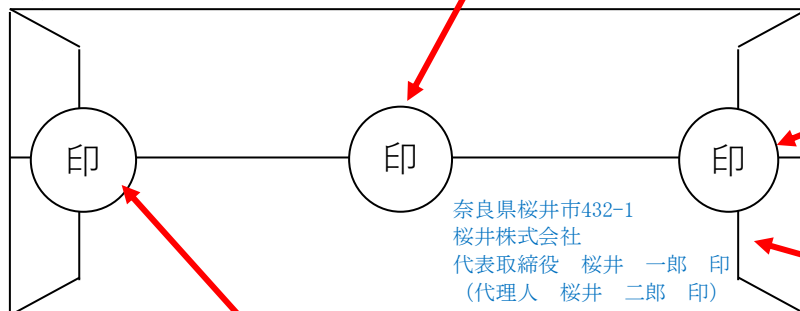 印 印 印
奈良県桜井市432-1
桜井株式会社
代表取締役　桜井　一郎　印
（代理人　桜井　二郎　印）